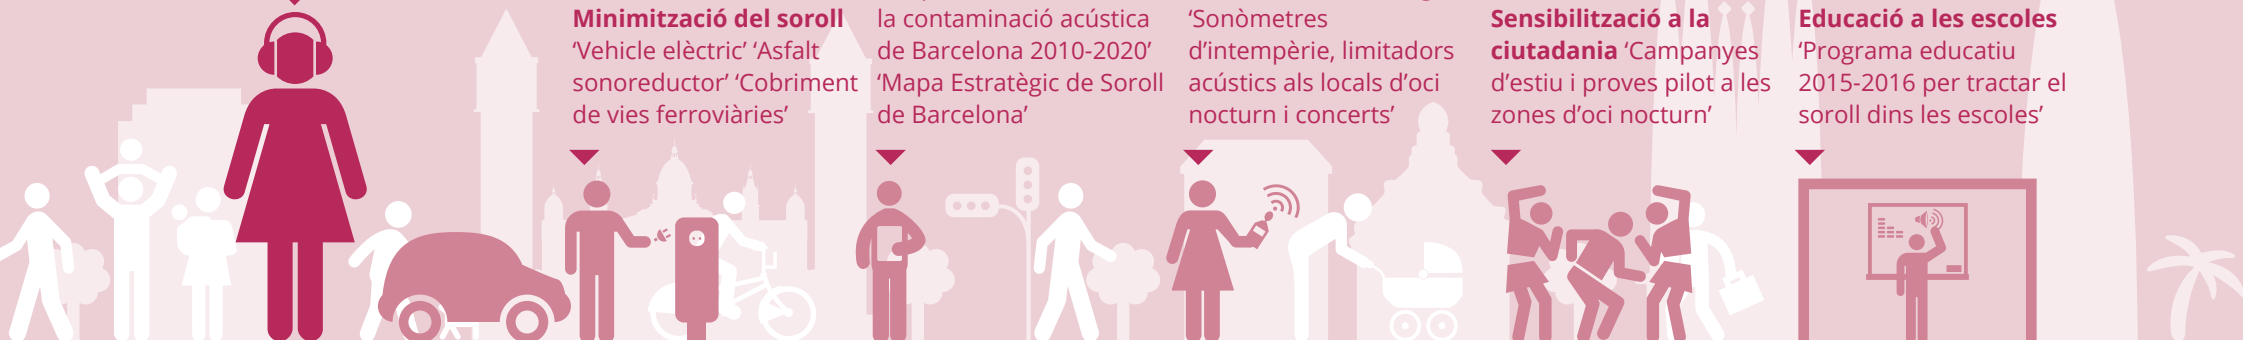 Minimització del soroll
‘Vehicle elèctric’ ‘Asfalt
sonoreductor’ ‘Cobriment
de vies ferroviàries’
la contaminació acústica
de Barcelona 2010-2020’
‘Mapa Estratègic de Soroll
de Barcelona’
‘Sonòmetres
d’intempèrie, limitadors
acústics als locals d’oci
nocturn i concerts’
Sensibilització a la
ciutadania ‘Campanyes
d’estiu i proves pilot a les
zones d’oci nocturn’
Educació a les escoles
‘Programa educatiu
2015-2016 per tractar el
soroll dins les escoles’